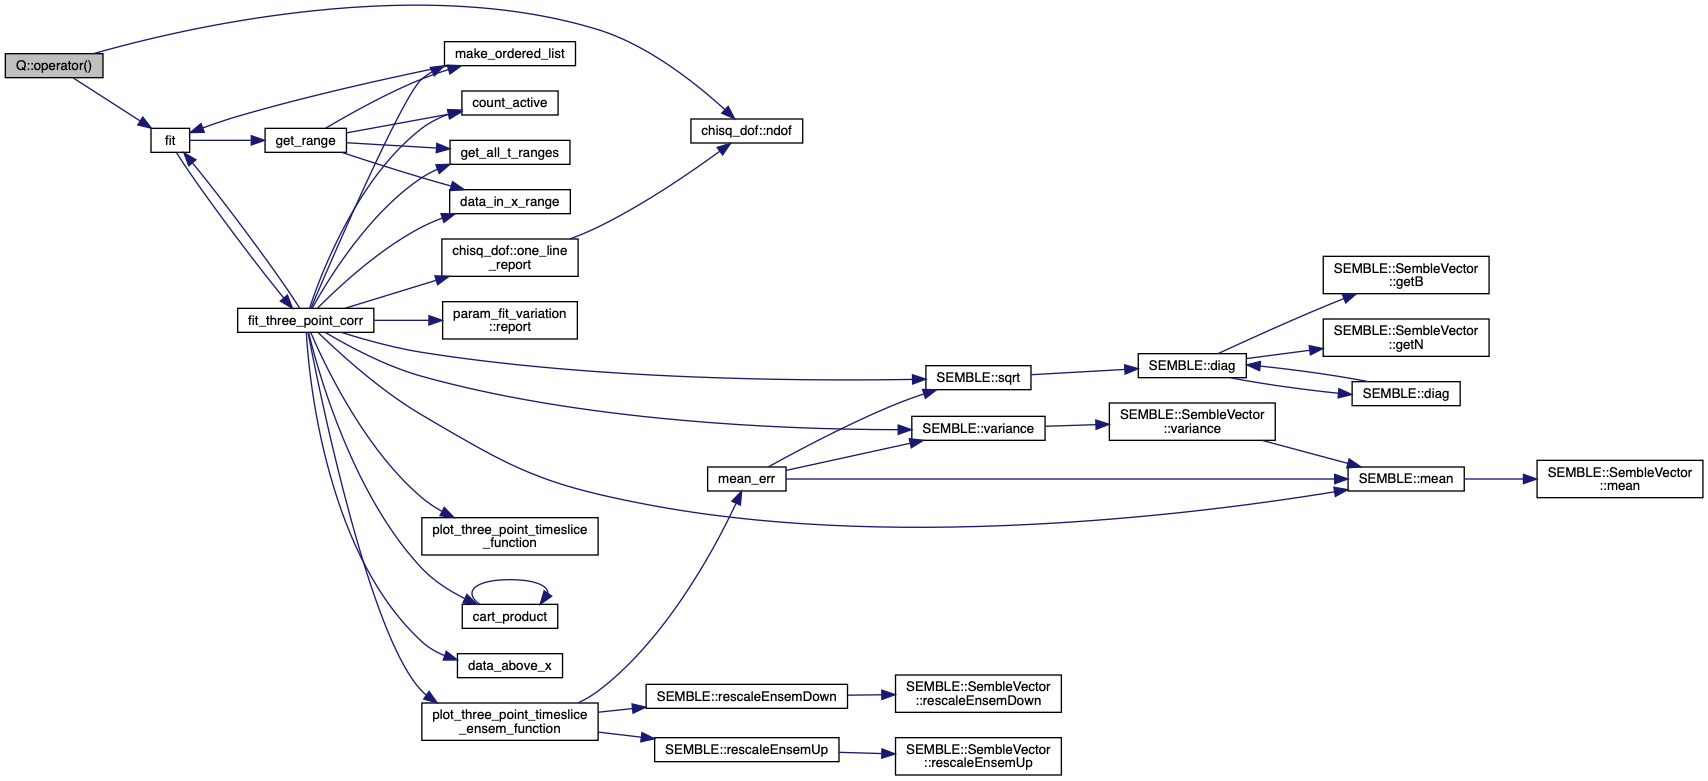 Q::operator()
fit
get_range
make_ordered_list
count_active
get_all_t_ranges
data_in_x_range
chisq_dof::one_line
_report
chisq_dof::ndof
fit_three_point_corr
param_fit_variation
::report
SEMBLE::sqrt
SEMBLE::diag
SEMBLE::SembleVector
::getB
SEMBLE::SembleVector
::getN
SEMBLE::diag
SEMBLE::variance
SEMBLE::SembleVector
::variance
mean_err
SEMBLE::mean
SEMBLE::SembleVector
::mean
plot_three_point_timeslice
_function
cart_product
data_above_x
plot_three_point_timeslice
_ensem_function
SEMBLE::rescaleEnsemDown
SEMBLE::SembleVector
::rescaleEnsemDown
SEMBLE::rescaleEnsemUp
SEMBLE::SembleVector
::rescaleEnsemUp